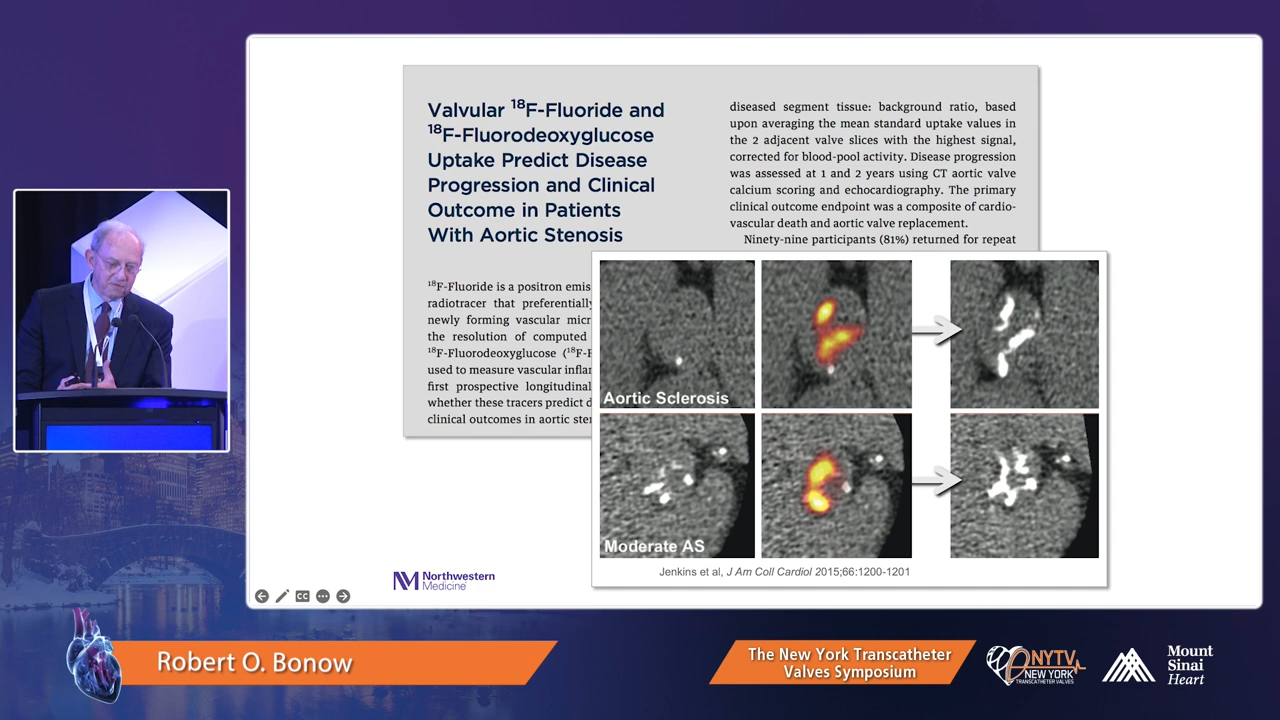 Valvular 18F-Fluoride and
18F-Fluorodeoxyglucose
Uptake Predict Disease
Progression and Clinical
Outcome in Patients
With Aortic Stenosis
18F-Fluoride is a positron emis
radiotracer that preferentially
newly forming vascular micr
the resolution of computed
18F-Fluorodeoxyglucose (18F-F
used to measure vascular inflan
first prospective longitudinal
whether these tracers predict d
clinical outcomes in aortic sten
diseased segment tissue: background ratio, based
upon averaging the mean standard uptake values in
the 2 adjacent valve slices with the highest signal,
corrected for blood-pool activity. Disease progression
was assessed at 1 and 2 years using CT aortic valve
calcium scoring and echocardiography. The primary
clinical outcome endpoint was a composite of cardio-
vascular death and aortic valve replacement.
Ninety-nine participants (81%) returned for repeat
Aortic Sclerosis
Moderate AS
Jenkins et al, J Am Coll Cardiol 2015;66:1200-1201
NM Northwestern
Medicine
CC
Robert O. Bonow
The New York Transcatheter
Valves Symposium
NYTV
NEW YORK
TRANSCATHETER VALVES
Mount
Sinai
Heart